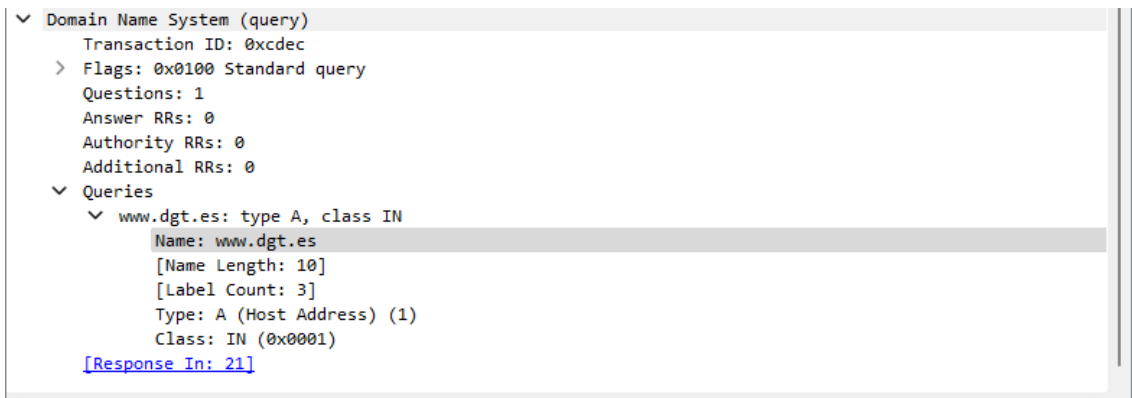 Domain Name System (query)
Transaction ID: 0xcdec
Flags: 0x0100 Standard query
Questions: 1
Answer RRs: 0
Authority RRs: 0
Additional RRs: 0
Queries
www.dgt.es: type A, class IN
Name: www.dgt.es
[Name Length: 10]
[Label Count: 3]
Type: A (Host Address) (1)
Class: IN (0x0001)
[Response In: 21]